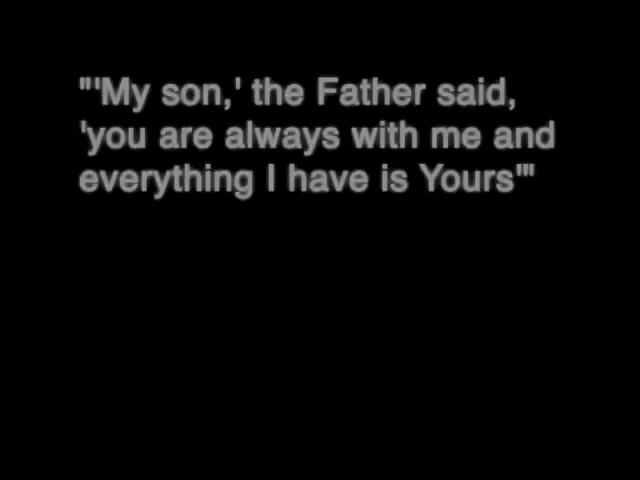 "'My son,' the Father said,
'you are always with me and
everything I have is Yours'"